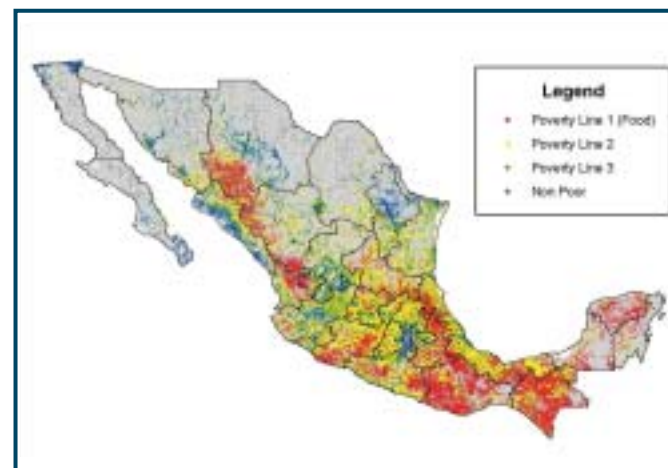 Legend
Poverty Line 1 (Food)
Poverty Line 2
Poverty Line 3
Non Poor